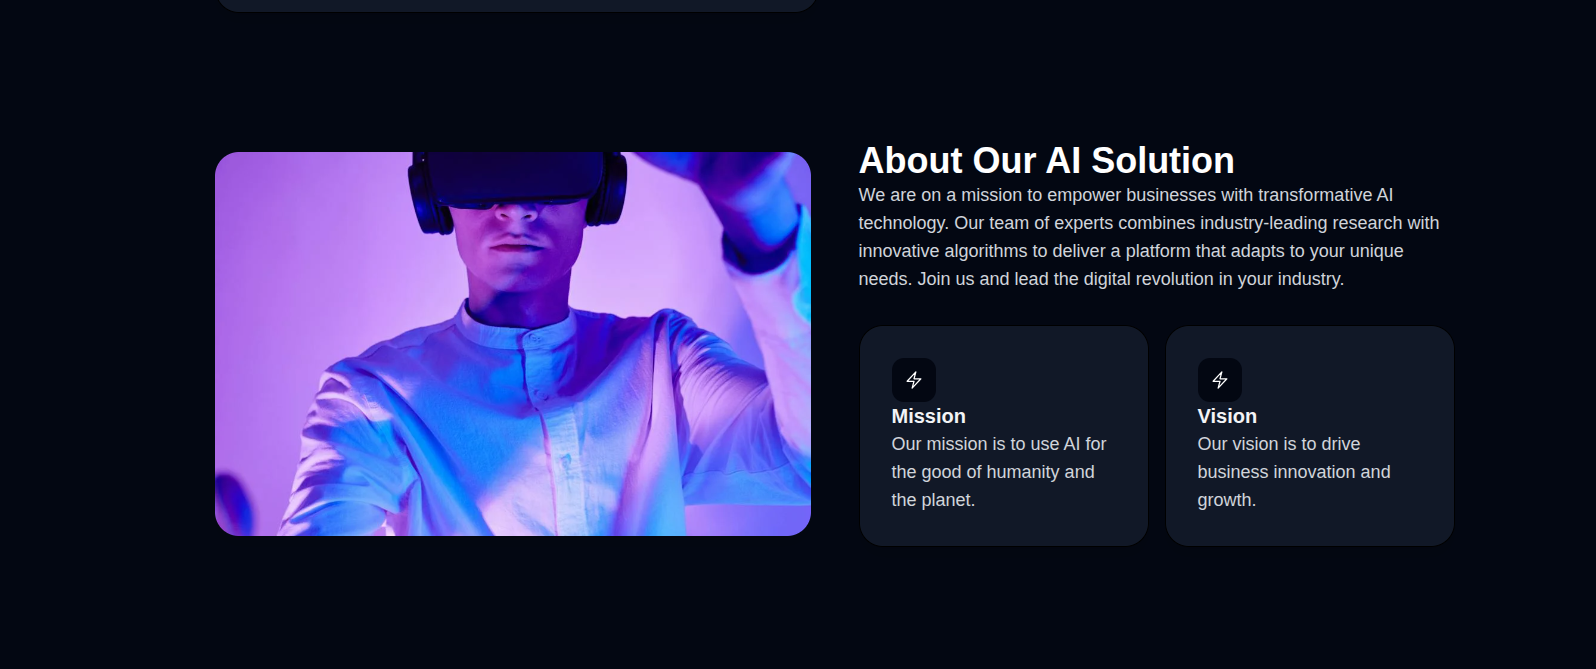 About Our AI Solution
We are on a mission to empower businesses with transformative AI
technology. Our team of experts combines industry-leading research with
innovative algorithms to deliver a platform that adapts to your unique
needs. Join us and lead the digital revolution in your industry.
Mission
Our mission is to use AI for
the good of humanity and
the planet.
Vision
Our vision is to drive
business innovation and
growth.